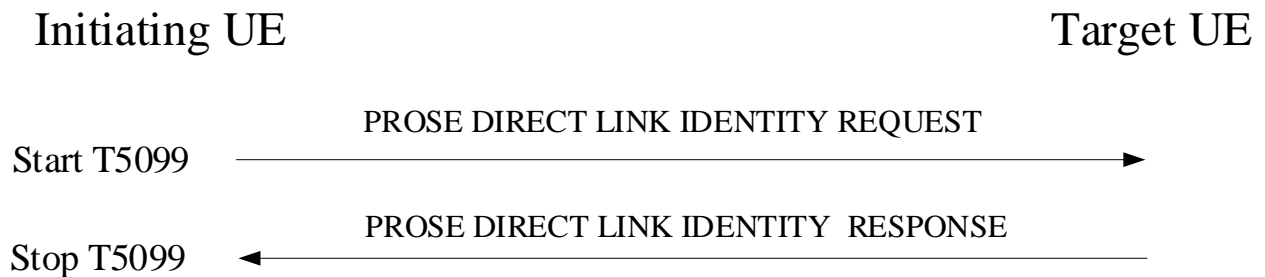 Initiating UE
Target UE
PROSE DIRECT LINK IDENTITY REQUEST
Start T5099
PROSE DIRECT LINK IDENTITY RESPONSE
Stop T5099